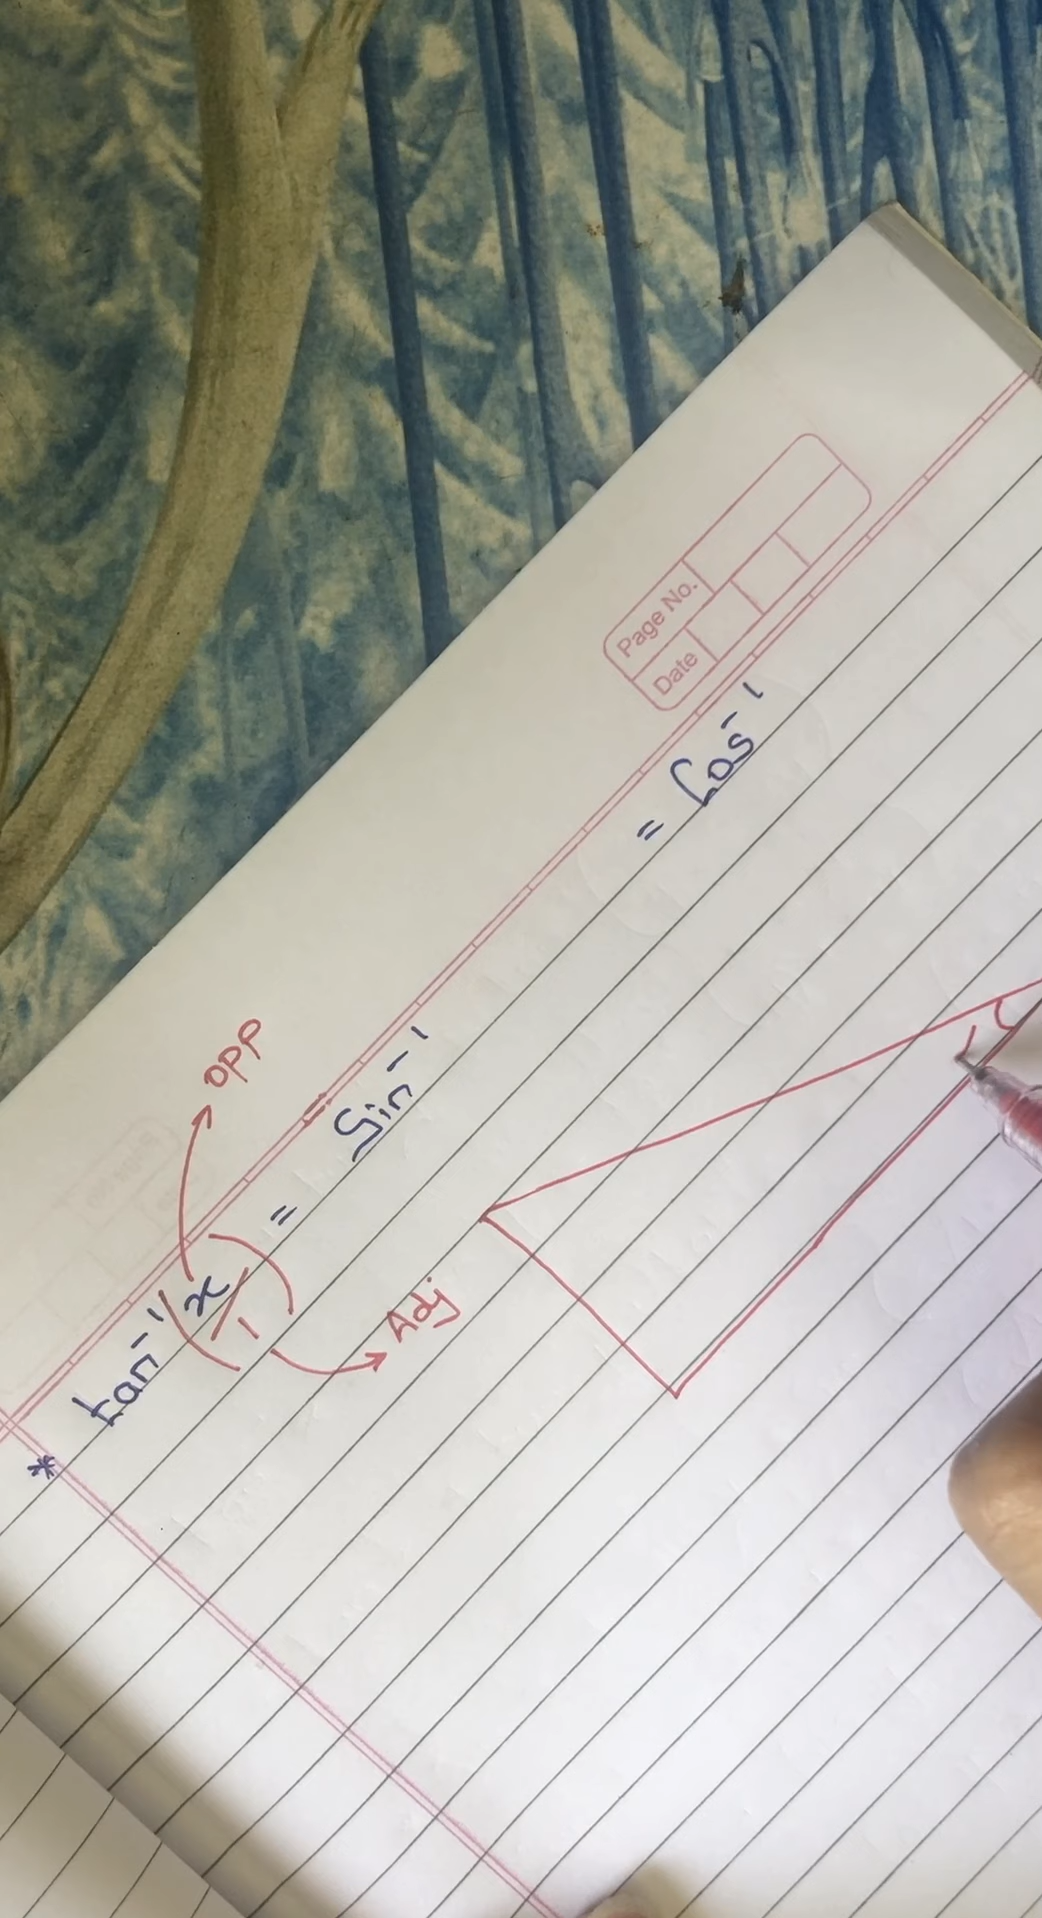 Page No.
Date
* tan⁻¹(x/1) = Sin⁻¹ = Cos⁻¹
opp
Adj